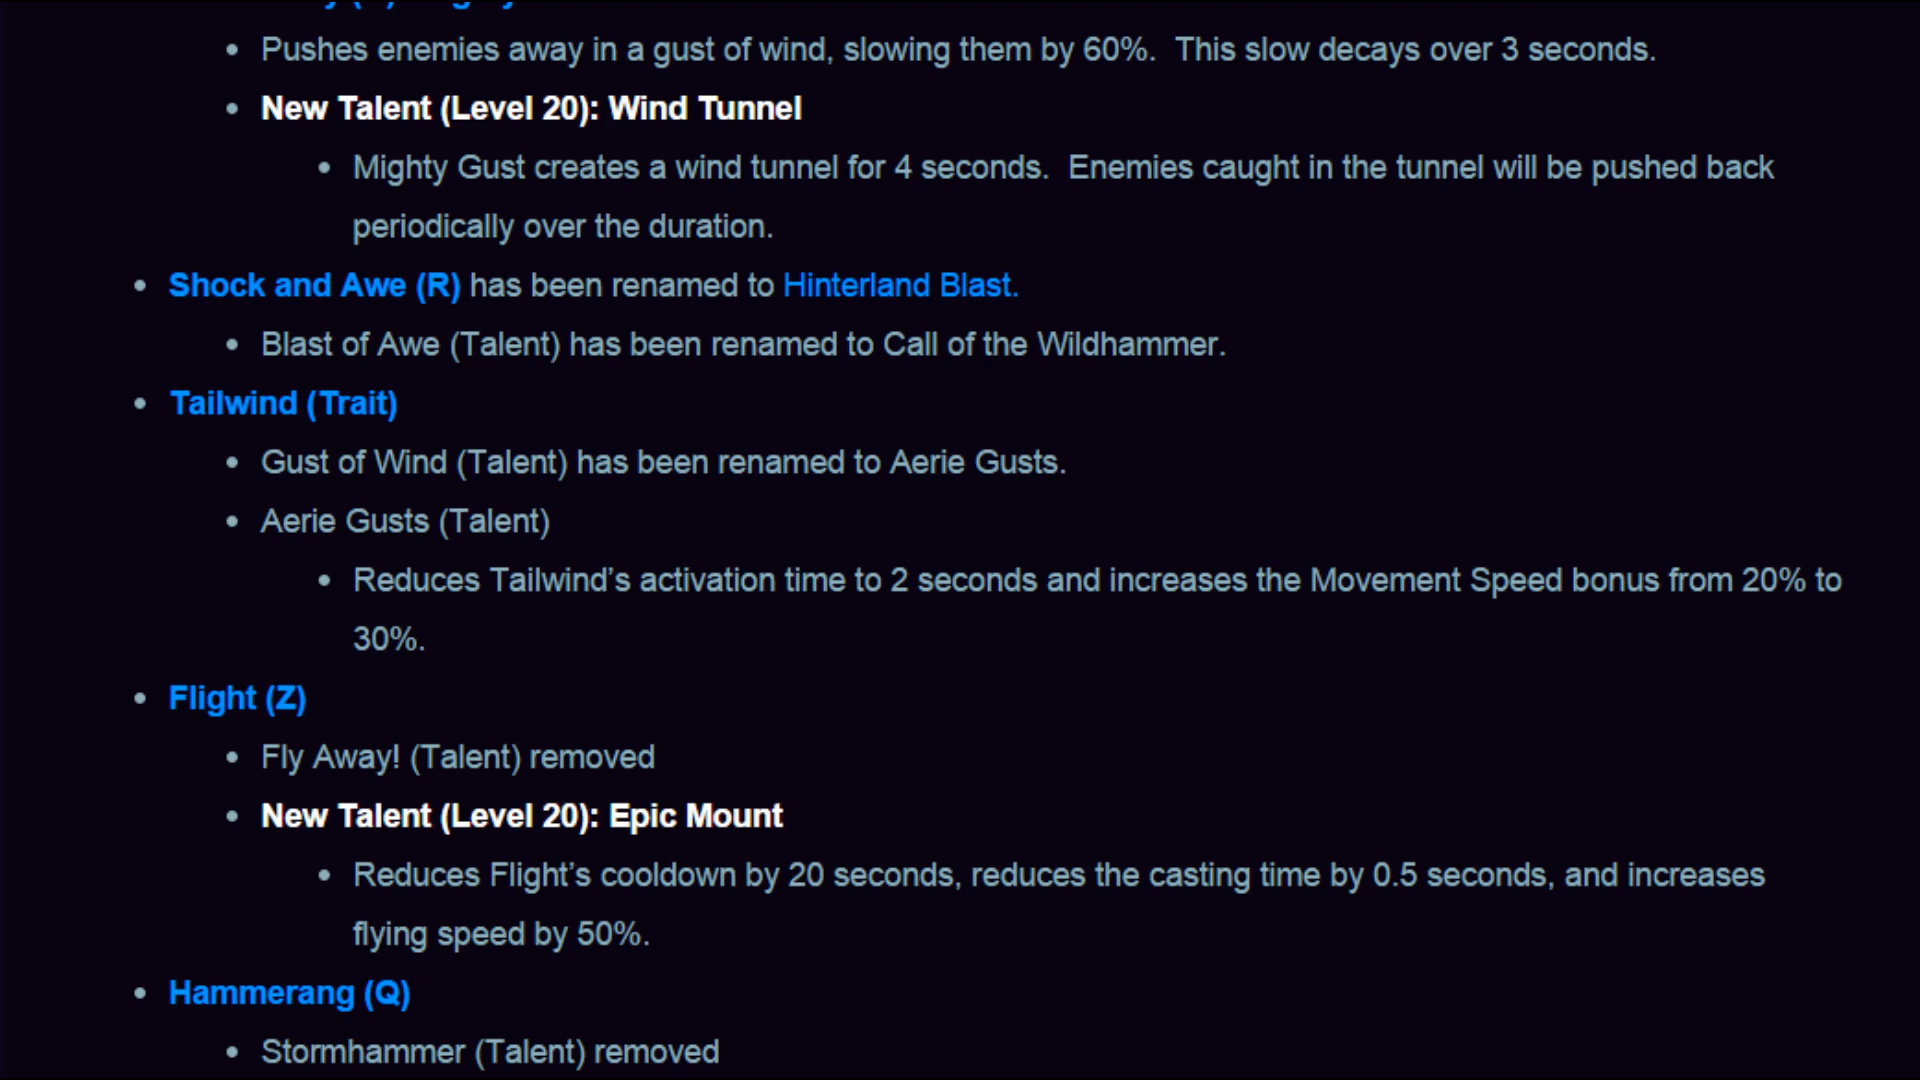 Pushes enemies away in a gust of wind, slowing them by 60%.  This slow decays over 3 seconds.
New Talent (Level 20): Wind Tunnel
Mighty Gust creates a wind tunnel for 4 seconds.  Enemies caught in the tunnel will be pushed back
periodically over the duration.
Shock and Awe (R) has been renamed to Hinterland Blast.
Blast of Awe (Talent) has been renamed to Call of the Wildhammer.
Tailwind (Trait)
Gust of Wind (Talent) has been renamed to Aerie Gusts.
Aerie Gusts (Talent)
Reduces Tailwind’s activation time to 2 seconds and increases the Movement Speed bonus from 20% to
30%.
Flight (Z)
Fly Away! (Talent) removed
New Talent (Level 20): Epic Mount
Reduces Flight’s cooldown by 20 seconds, reduces the casting time by 0.5 seconds, and increases
flying speed by 50%.
Hammerang (Q)
Stormhammer (Talent) removed